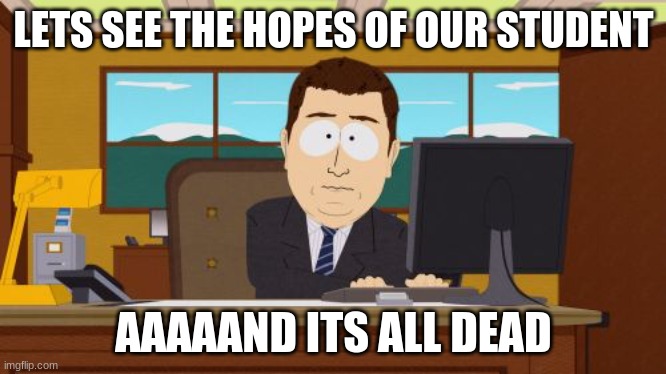 LETS SEE THE HOPES OF OUR STUDENT
AAAAAND ITS ALL DEAD
imgflip.com